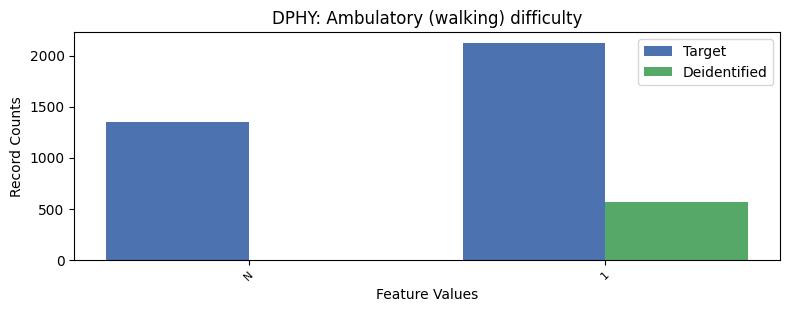 DPHY: Ambulatory (walking) difficulty
Target
Deidentified
Record Counts
2000
1500
1000
500
0
N
1
Feature Values